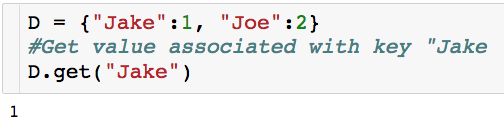 D = {"Jake":1, "Joe":2}
#Get value associated with key "Jake
D.get("Jake")
1